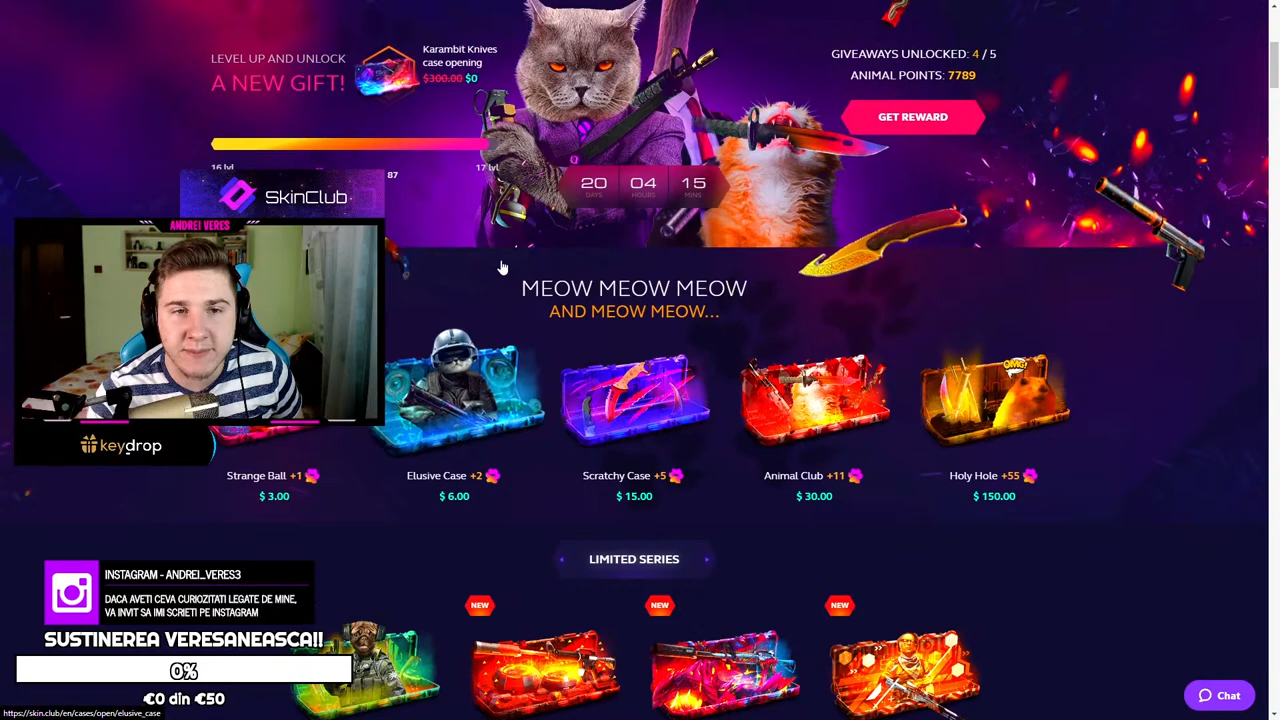 LEVEL UP AND UNLOCK
A NEW GIFT!
Karambit Knives
case opening
$300.00 $0
GIVEAWAYS UNLOCKED: 4 / 5
ANIMAL POINTS: 7789
GET REWARD
16 lvl
17 lvl
87
20 04 15
DAYS HOURS MINS
SkinClub
ANDREI VERES
MEOW MEOW MEOW
AND MEOW MEOW...
OMG!
keydrop
Strange Ball +1
$ 3.00
Elusive Case +2
$ 6.00
Scratchy Case +5
$ 15.00
Animal Club +11
$ 30.00
Holy Hole +55
$ 150.00
LIMITED SERIES
INSTAGRAM - ANDREI_VERES3
DACA AVETI CEVA CURIOZITATI LEGATE DE MINE,
VA INVIT SA IMI SCRIETI PE INSTAGRAM
NEW
NEW
NEW
SUSTINEREA VERESANEASCA!!
0%
€0 din €50
Chat
https://skin.club/en/cases/open/elusive_case